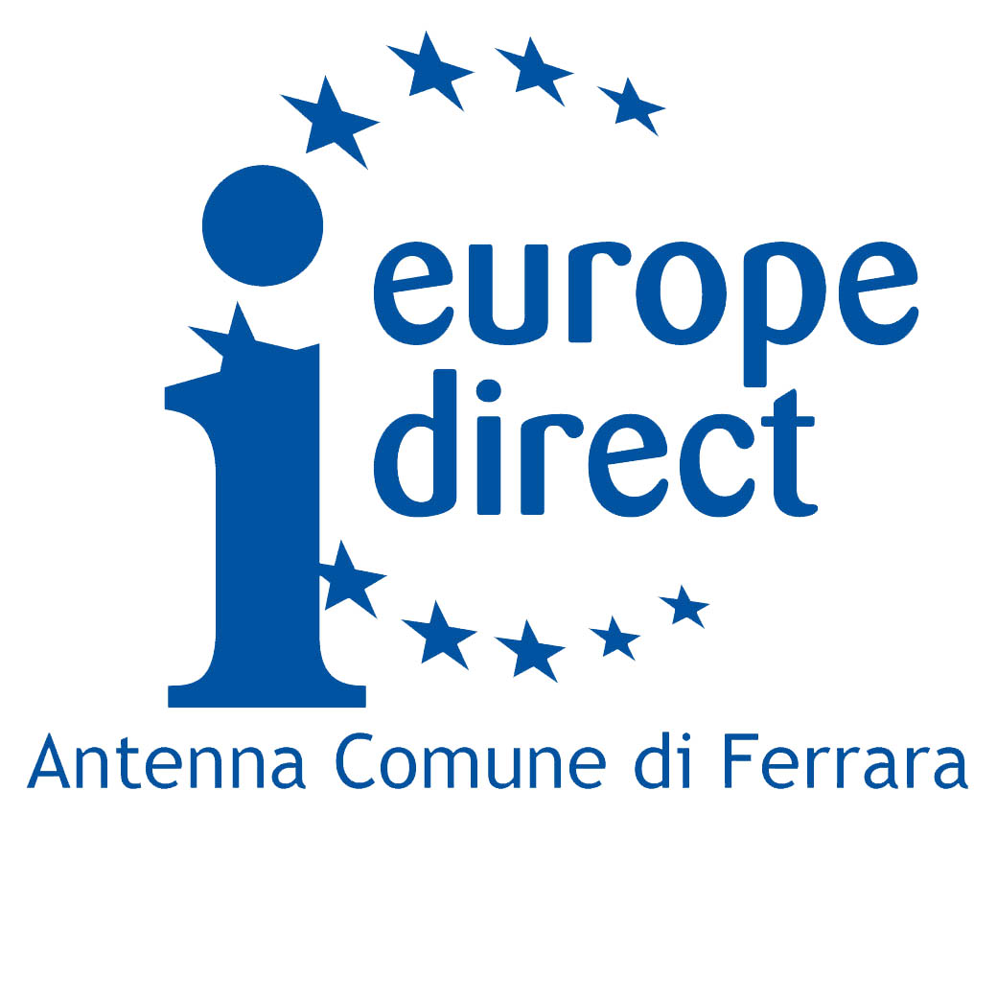 i
europe
direct
Antenna Comune di Ferrara